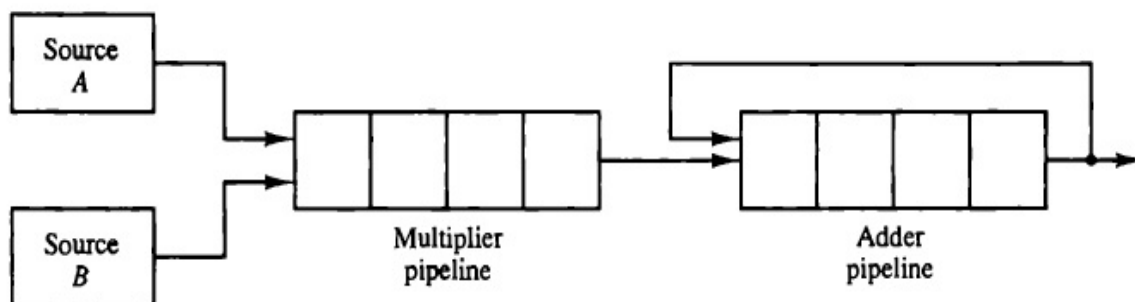 Source
A
Source
B
Multiplier
pipeline
Adder
pipeline